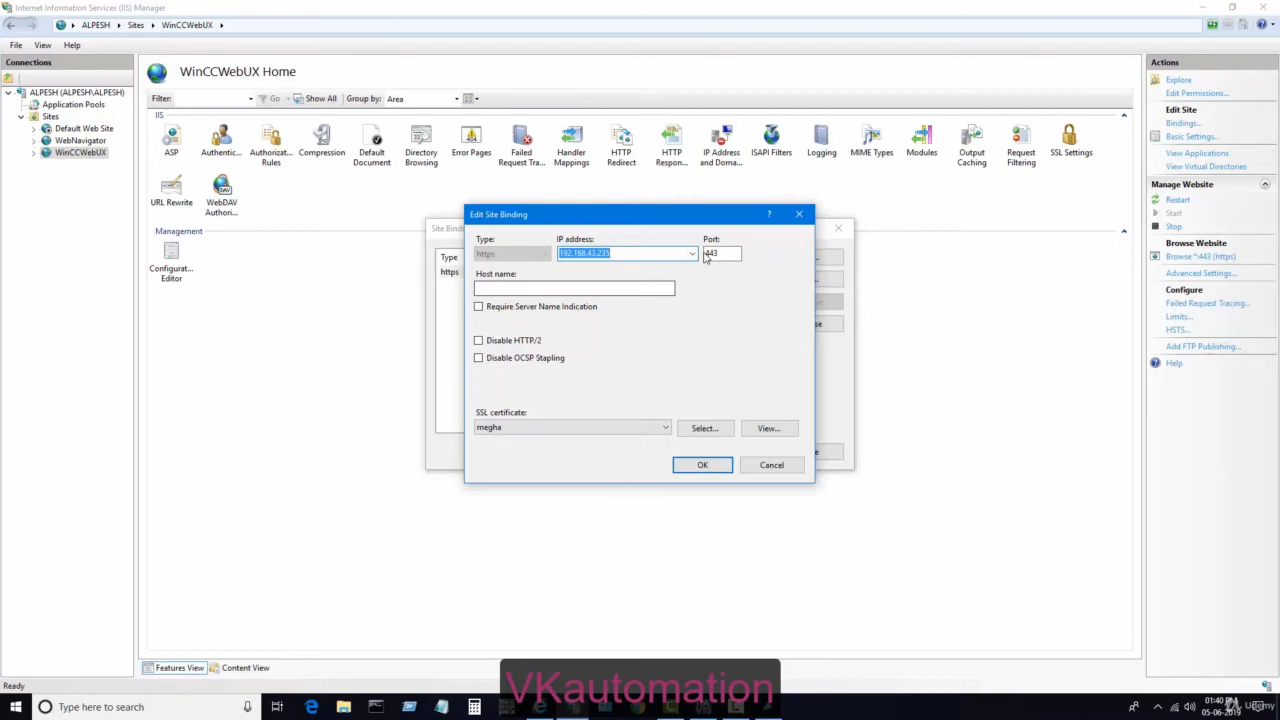 Internet Information Services (IIS) Manager
ALPESH
Sites
WinCCWebUX
File
View
Help
Connections
ALPESH (ALPESH\ALPESH)
Application Pools
Sites
Default Web Site
WebNavigator
WinCCWebUX
WinCCWebUX Home
Filter:
Go
Show All
Group by:
Area
IIS
ASP
Authentic...
Authorizat...
Rules
Compression
Default
Document
Directory
Browsing
Error Pages
Failed
Request Tra...
Handler
Mappings
HTTP
Redirect
HTTP
Respon...
IP Address
and Doma...
ISAPI Filters
Logging
MIME Types
Modules
Output
Caching
Request
Filtering
SSL Settings
URL Rewrite
WebDAV
Authori...
Management
Configurat...
Editor
Site Bind
Type
https
Edit Site Binding
?
Type:
IP address:
Port:
https
192.168.43.235
443
Host name:
Require Server Name Indication
Disable HTTP/2
Disable OCSP Stapling
SSL certificate:
megha
Select...
View...
OK
Cancel
Actions
Explore
Edit Permissions...
Edit Site
Bindings...
Basic Settings...
View Applications
View Virtual Directories
Manage Website
Restart
Start
Stop
Browse Website
Browse *:443 (https)
Advanced Settings...
Configure
Failed Request Tracing...
Limits...
HSTS...
Add FTP Publishing...
Help
Features View
Content View
Ready
VKautomation
Type here to search
01:40 PM
05-06-2019
Udemy